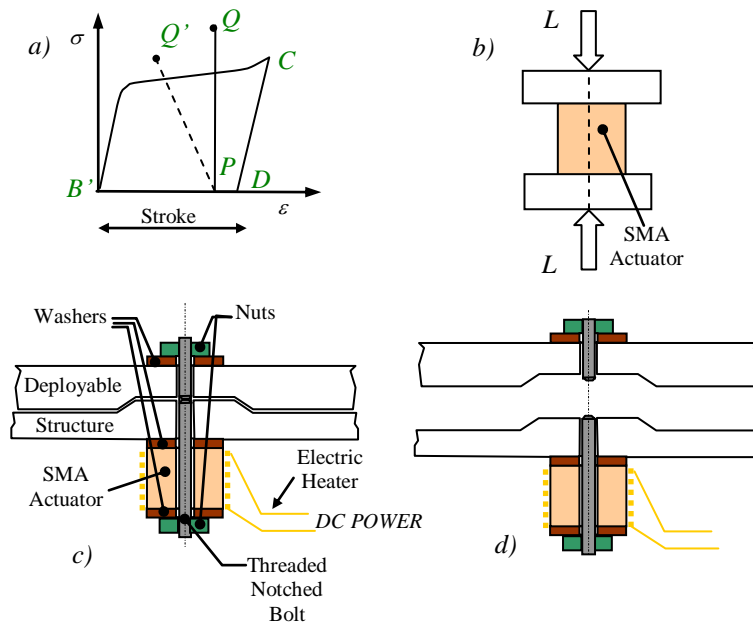 a)
σ
Q’
Q
C
B’
P
D
Stroke
ε
b)
L
SMA
Actuator
L
Washers
Nuts
Deployable
Structure
SMA
Actuator
Electric
Heater
DC POWER
c)
Threaded
Notched
Bolt
d)